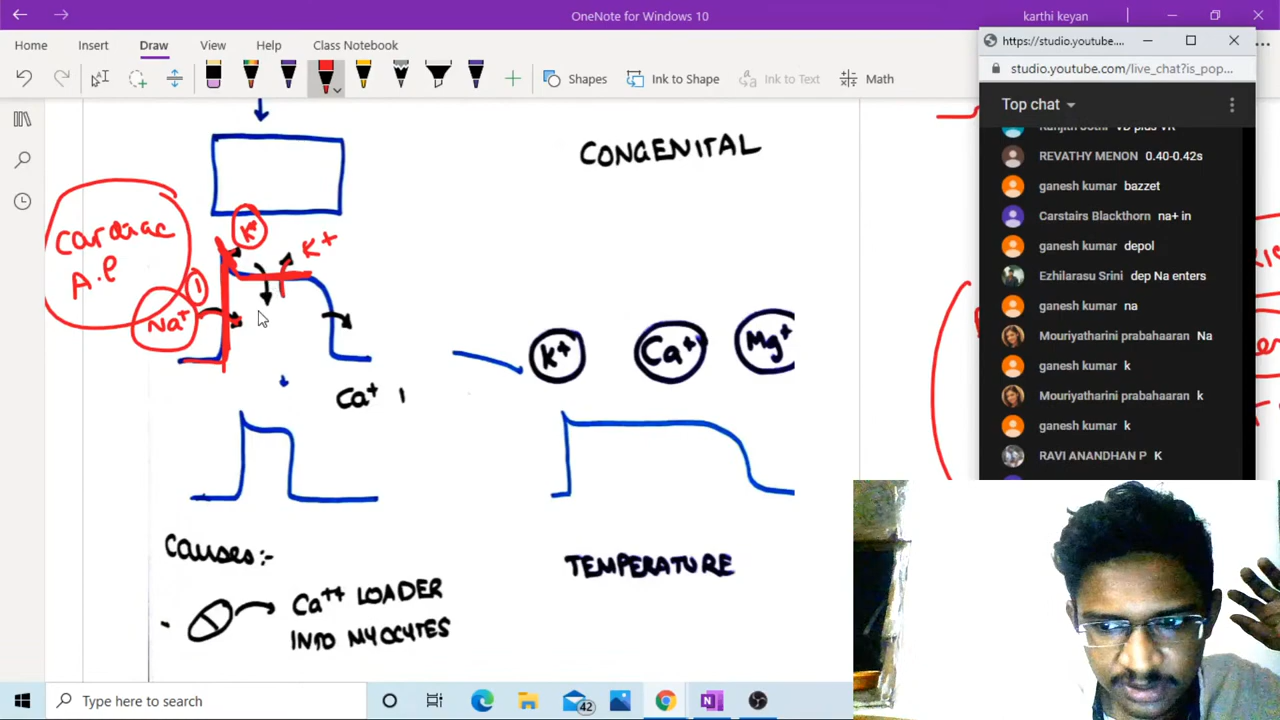 OneNote for Windows 10
karthi keyan
Home
Insert
Draw
View
Help
Class Notebook
Shapes
Ink to Shape
Ink to Text
Math
https://studio.youtube....
studio.youtube.com/live_chat?is_pop...
Top chat
REVATHY MENON 0.40-0.42s
ganesh kumar bazzet
Carstairs Blackthorn na+ in
ganesh kumar depol
Ezhilarasu Srini dep Na enters
ganesh kumar na
Mouriyatharini prabahaaran Na
ganesh kumar k
Mouriyatharini prabahaaran k
ganesh kumar k
RAVI ANANDHAN P K
CONGENITAL
Cardiac
A.P
K+
1
Na+
K+ Ca+ Mg+
Ca+
Causes:-
Ca++ LOADER
INTO MYOCYTES
TEMPERATURE
Type here to search
42